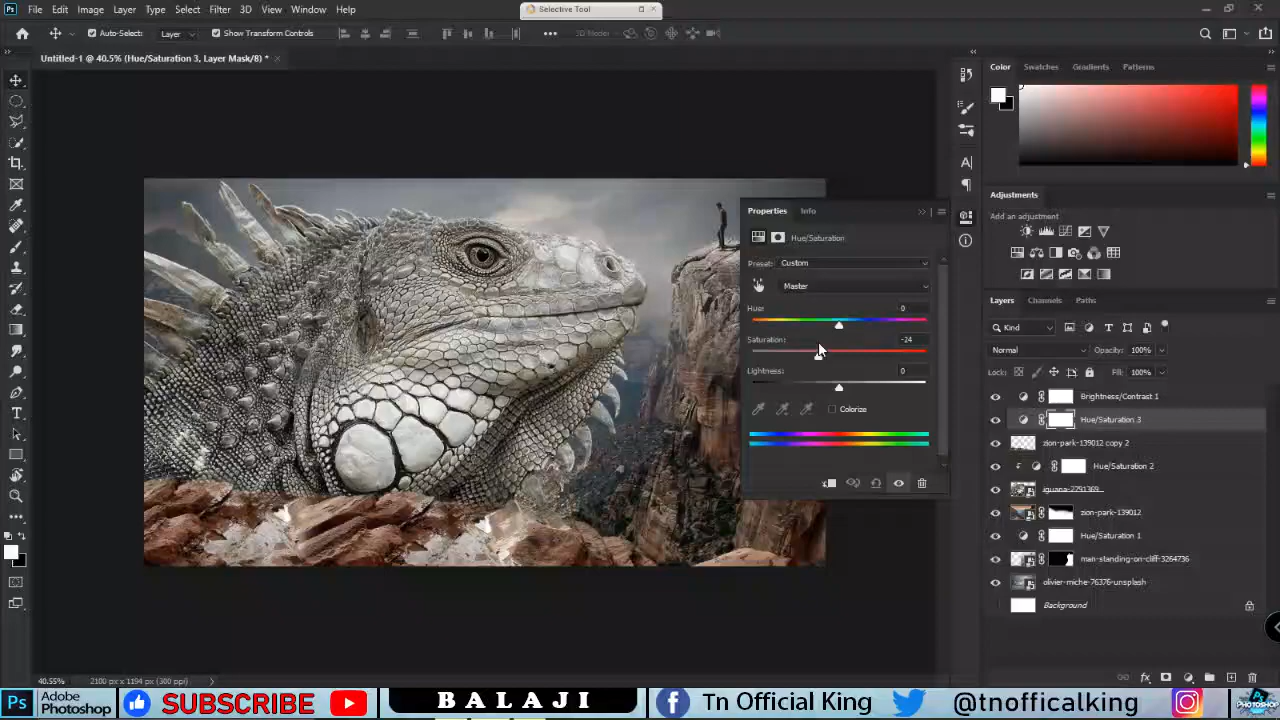 Ps File Edit Image Layer Type Select Filter 3D View Window Help
Selective Tool
Auto-Select: Layer Show Transform Controls ••• 3D Mode:
Untitled-1 @ 40.5% (Hue/Saturation 3, Layer Mask/8) *
Color Swatches Gradients Patterns
Adjustments
Add an adjustment
Properties Info
Hue/Saturation
Preset: Custom
Master
Hue: 0
Saturation: -24
Lightness: 0
Colorize
Layers Channels Paths
Kind
Normal Opacity: 100%
Lock: Fill: 100%
Brightness/Contrast 1
Hue/Saturation 3
zion-park-139012 copy 2
Hue/Saturation 2
iguana-2791369...
zion-park-139012
Hue/Saturation 1
man-standing-on-cliff-3264736
olivier-miche-76376-unsplash
Background
40.55% 2100 px x 1194 px (300 ppi)
Ps Adobe Photoshop SUBSCRIBE BALAJI Tn Official King @tnofficalking